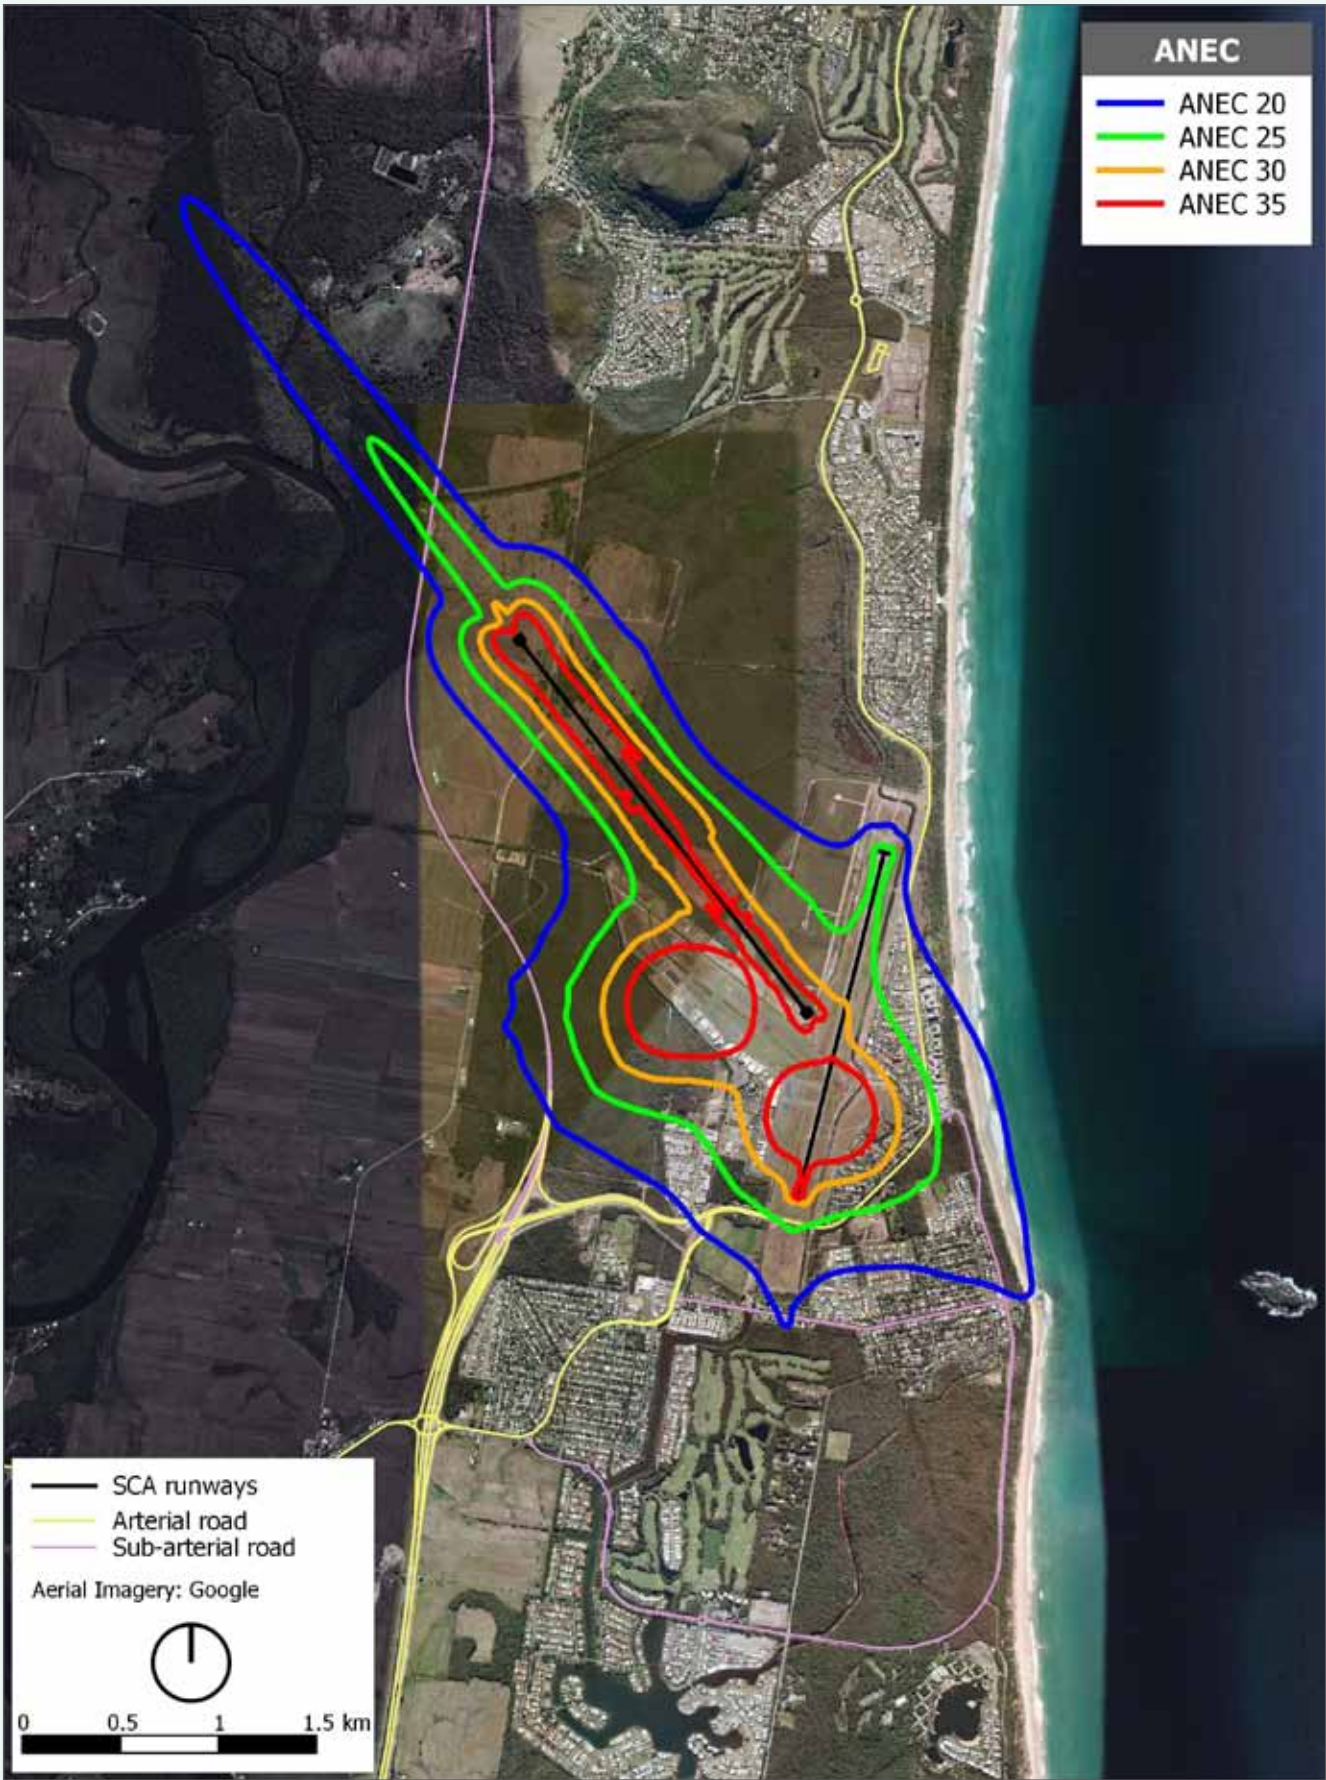 ANEC
ANEC 20
ANEC 25
ANEC 30
ANEC 35
SCA runways
Arterial road
Sub-arterial road
Aerial Imagery: Google
0 0.5 1 1.5 km